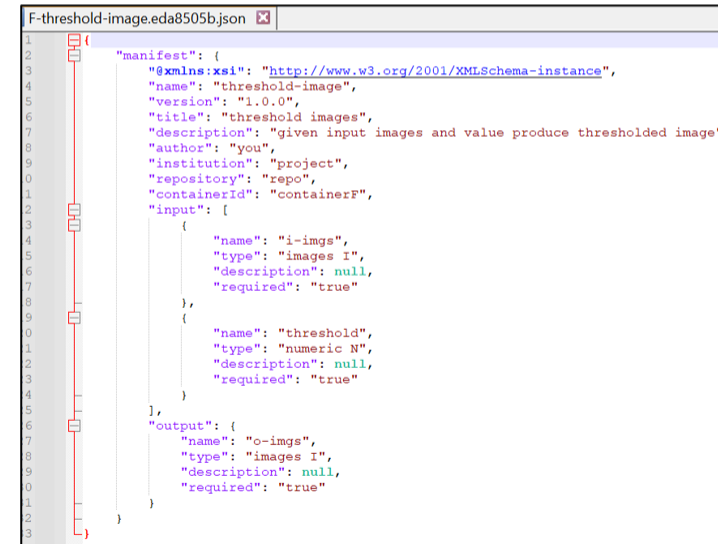 F-threshold-image.eda8505b.json
1 {
2 "manifest": {
3 "@xmlns:xsi": "http://www.w3.org/2001/XMLSchema-instance",
4 "name": "threshold-image",
5 "version": "1.0.0",
6 "title": "threshold images",
7 "description": "given input images and value produce thresholded image"
8 "author": "you",
9 "institution": "project",
0 "repository": "repo",
1 "containerId": "containerF",
2 "input": [
3 {
4 "name": "i-imgs",
5 "type": "images I",
6 "description": null,
7 "required": "true"
8 },
9 {
0 "name": "threshold",
1 "type": "numeric N",
2 "description": null,
3 "required": "true"
4 }
5 ],
6 "output": {
7 "name": "o-imgs",
8 "type": "images I",
9 "description": null,
0 "required": "true"
1 }
2 }
3 }